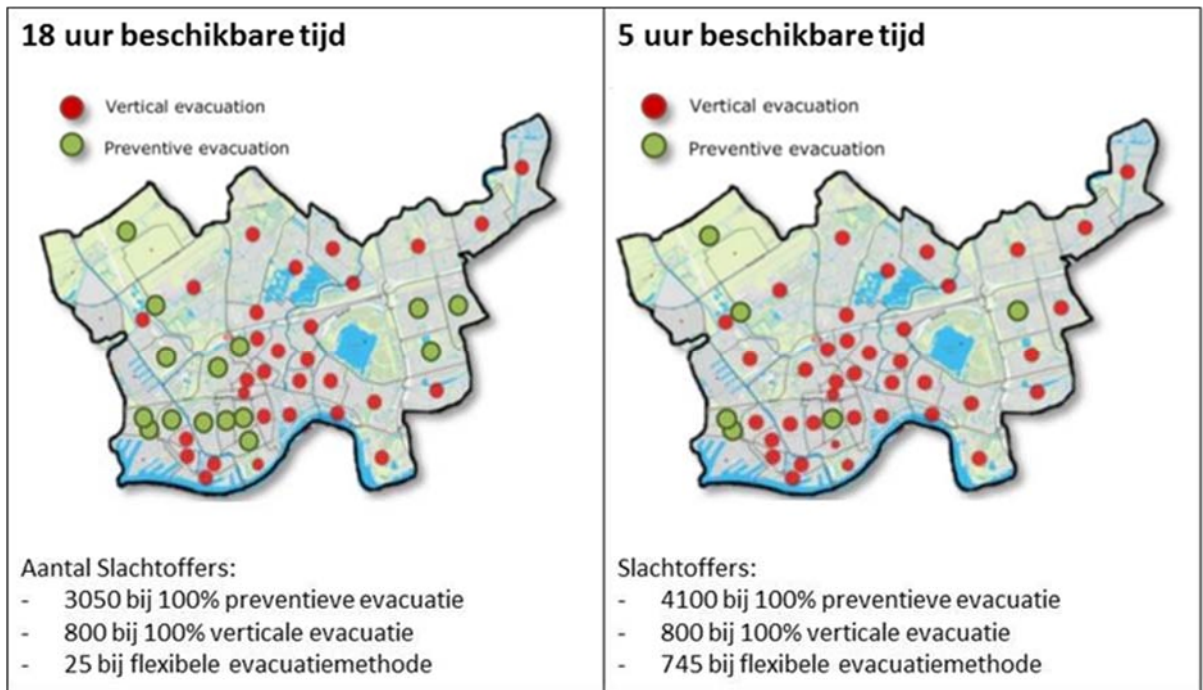 18 uur beschikbare tijd
Vertical evacuation
Preventive evacuation
Aantal Slachtoffers:
- 3050 bij 100% preventieve evacuatie
- 800 bij 100% verticale evacuatie
- 25 bij flexibele evacuatiemethode
5 uur beschikbare tijd
Vertical evacuation
Preventive evacuation
Slachtoffers:
- 4100 bij 100% preventieve evacuatie
- 800 bij 100% verticale evacuatie
- 745 bij flexibele evacuatiemethode